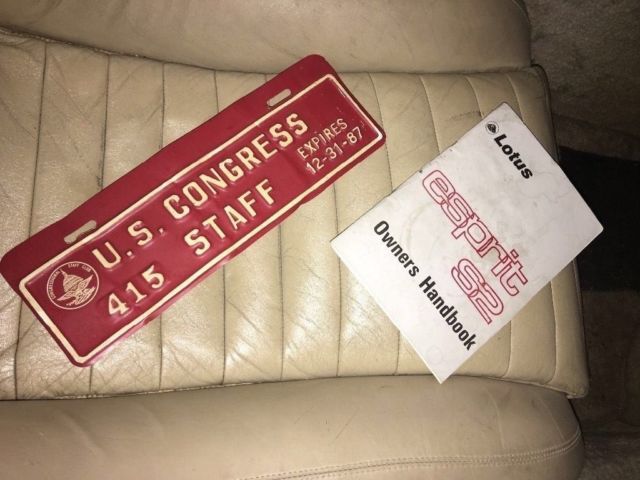 U.S. CONGRESS
415 STAFF
EXPIRES
12-31-87
Lotus
esprit
S2
Owners Handbook